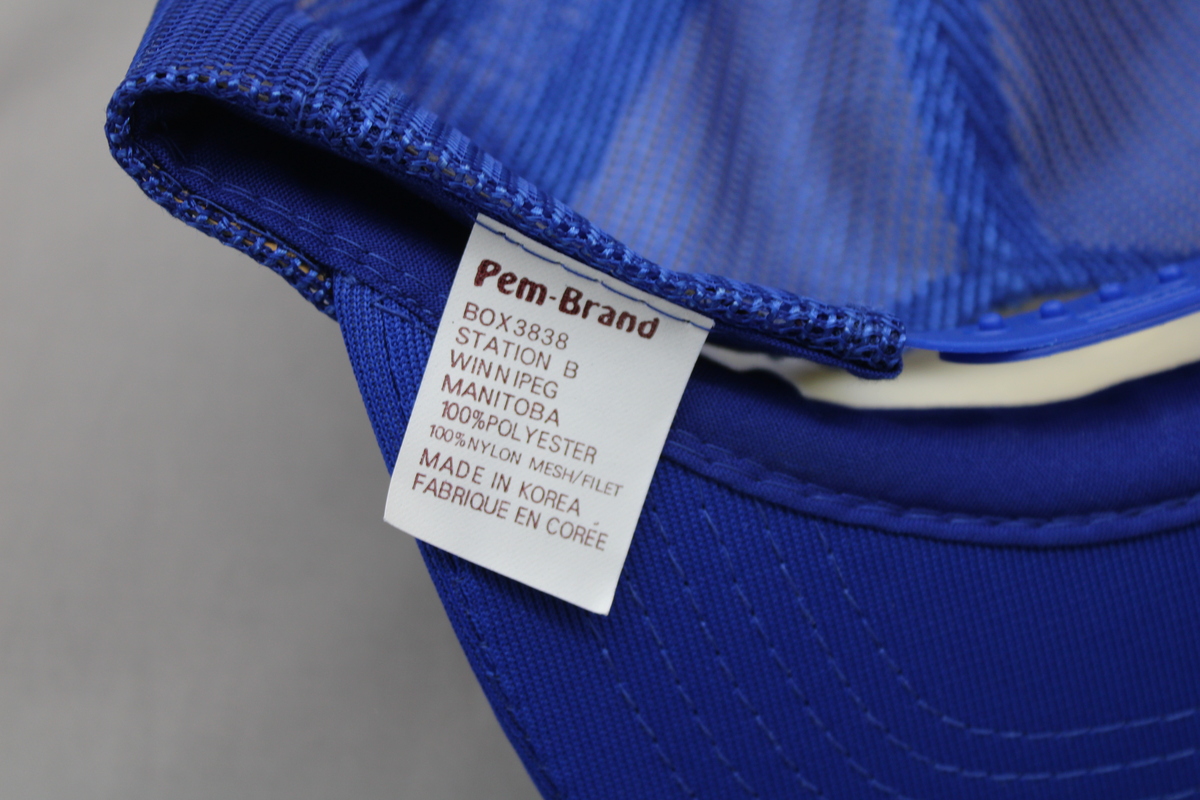 Pem-Brand
BOX3838
STATION B
WINNIPEG
MANITOBA
100%POLYESTER
100%NYLON MESH/FILET
MADE IN KOREA
FABRIQUE EN CORÉE